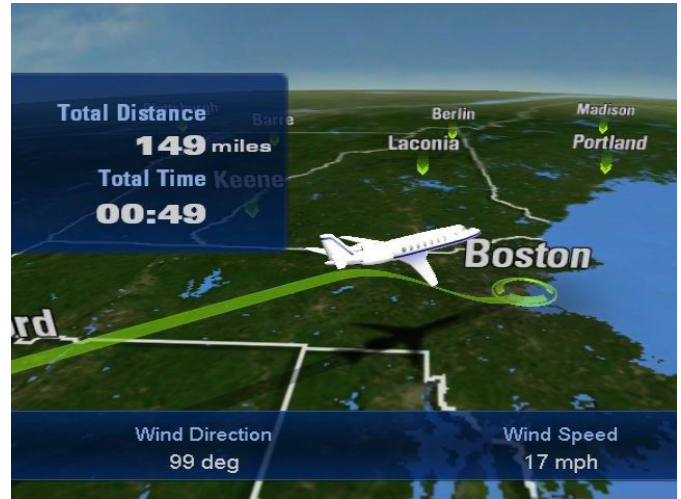 Plattsburgh
Total Distance
Barre
Berlin
Madison
149 miles
Laconia
Portland
Total Time
Keene
00:49
Boston
rd
Wind Direction
Wind Speed
99 deg
17 mph